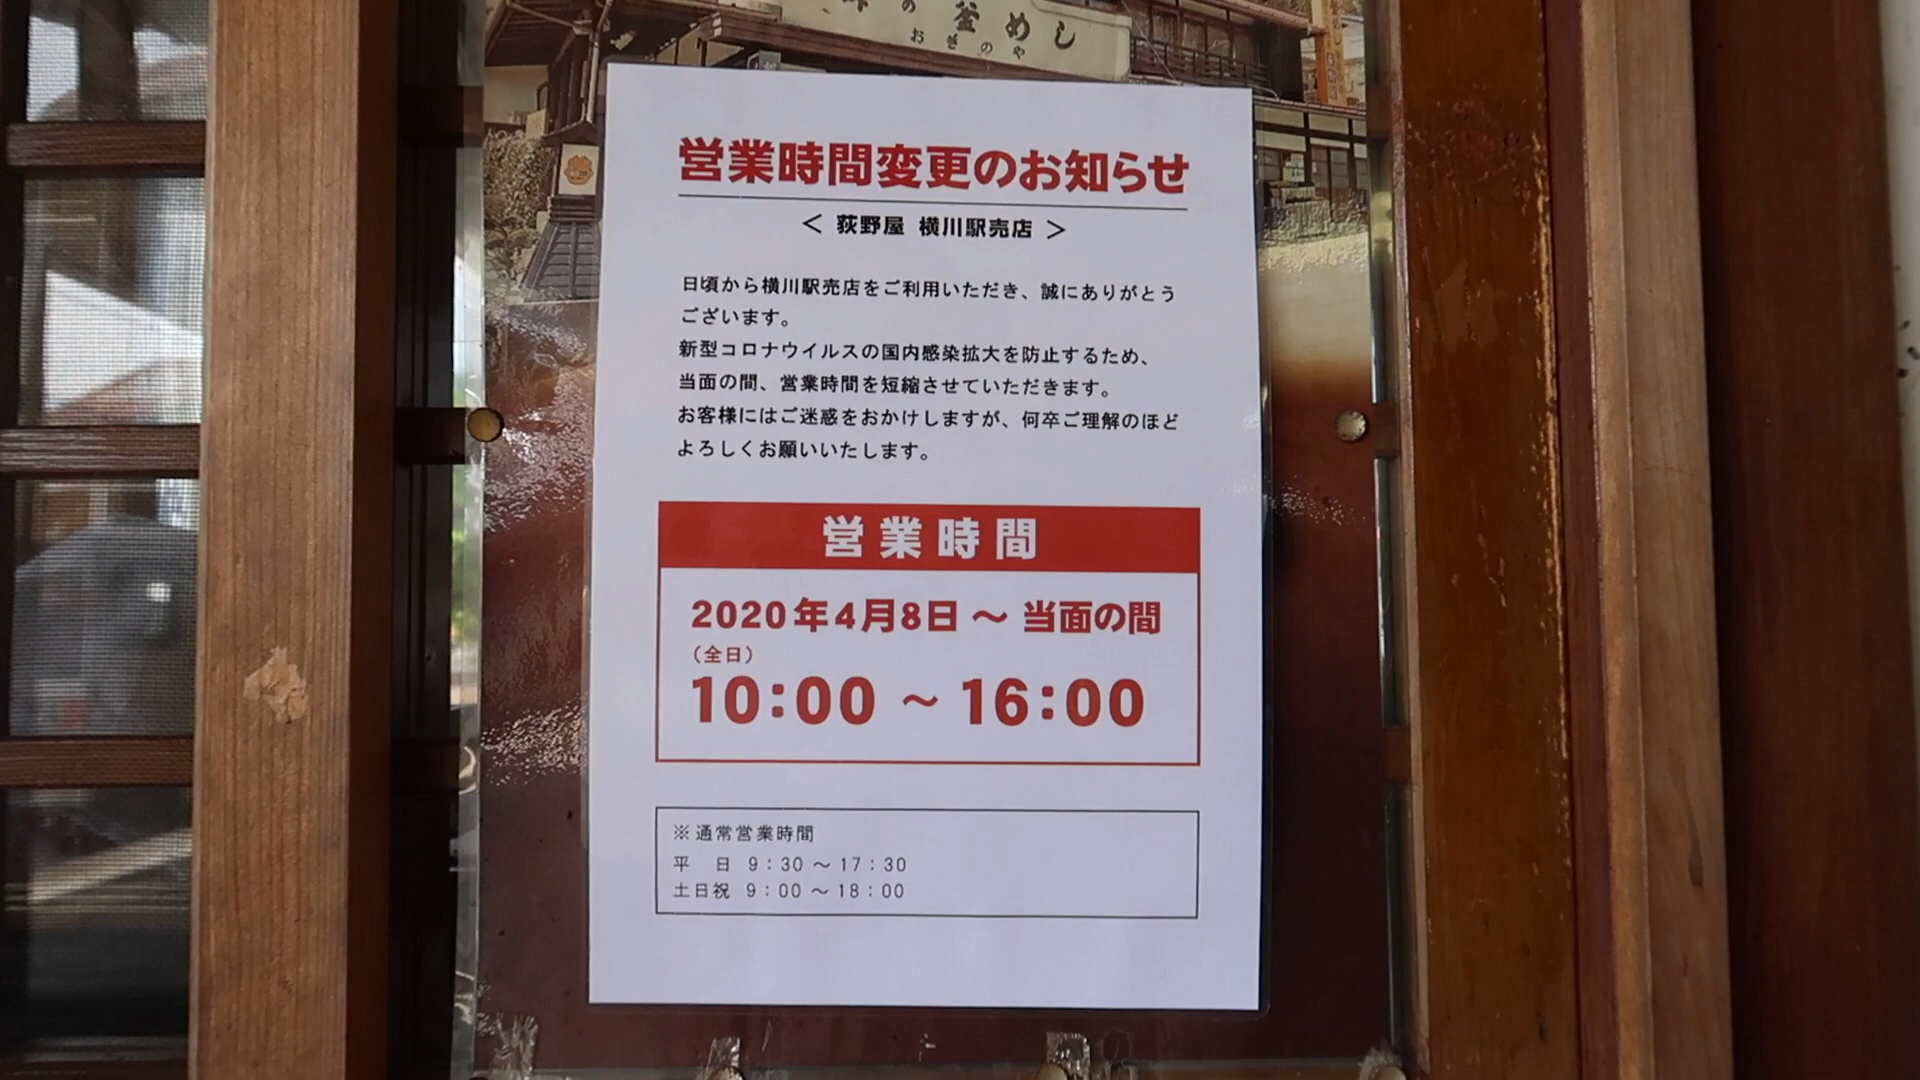 の釜めし
おぎのや
営業時間変更のお知らせ
＜ 荻野屋 横川駅売店 ＞
日頃から横川駅売店をご利用いただき、誠にありがとう
ございます。
新型コロナウイルスの国内感染拡大を防止するため、
当面の間、営業時間を短縮させていただきます。
お客様にはご迷惑をおかけしますが、何卒ご理解のほど
よろしくお願いいたします。
営業時間
2020年4月8日 ～ 当面の間
（全日）
10：00 ～ 16：00
※通常営業時間
平　日 9：30 ～ 17：30
土日祝 9：00 ～ 18：00